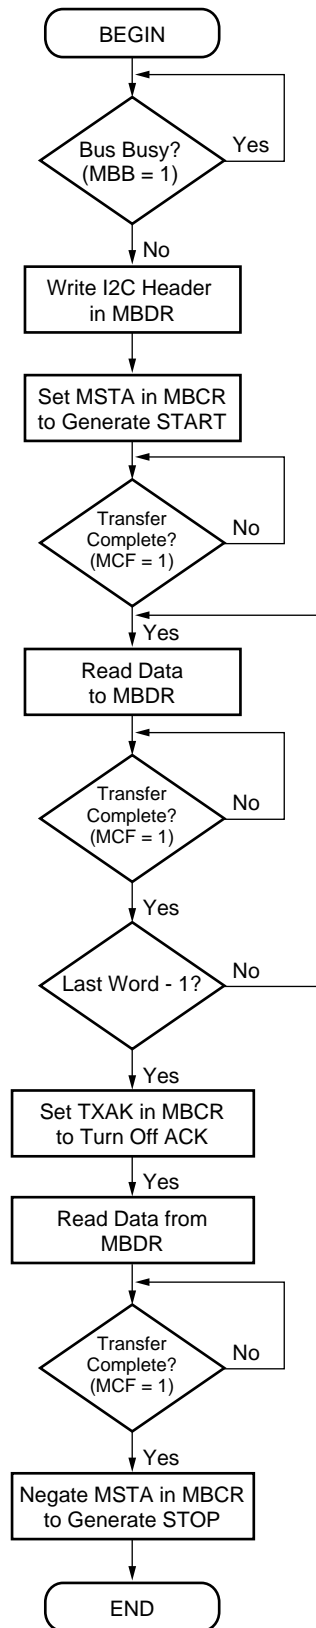 BEGIN
Bus Busy?
(MBB = 1)
Yes
No
Write I2C Header
in MBDR
Set MSTA in MBCR
to Generate START
Transfer
Complete?
(MCF = 1)
No
Yes
Read Data
to MBDR
Transfer
Complete?
(MCF = 1)
No
Yes
Last Word - 1?
No
Yes
Set TXAK in MBCR
to Turn Off ACK
Yes
Read Data from
MBDR
Transfer
Complete?
(MCF = 1)
No
Yes
Negate MSTA in MBCR
to Generate STOP
END